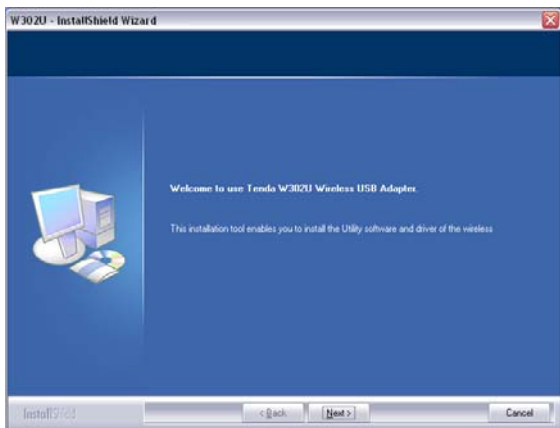 W302U - InstallShield Wizard
Welcome to use Tenda W302U Wireless USB Adapter.
This installation tool enables you to install the Utility software and driver of the wireless
InstallShield
< Back
Next >
Cancel